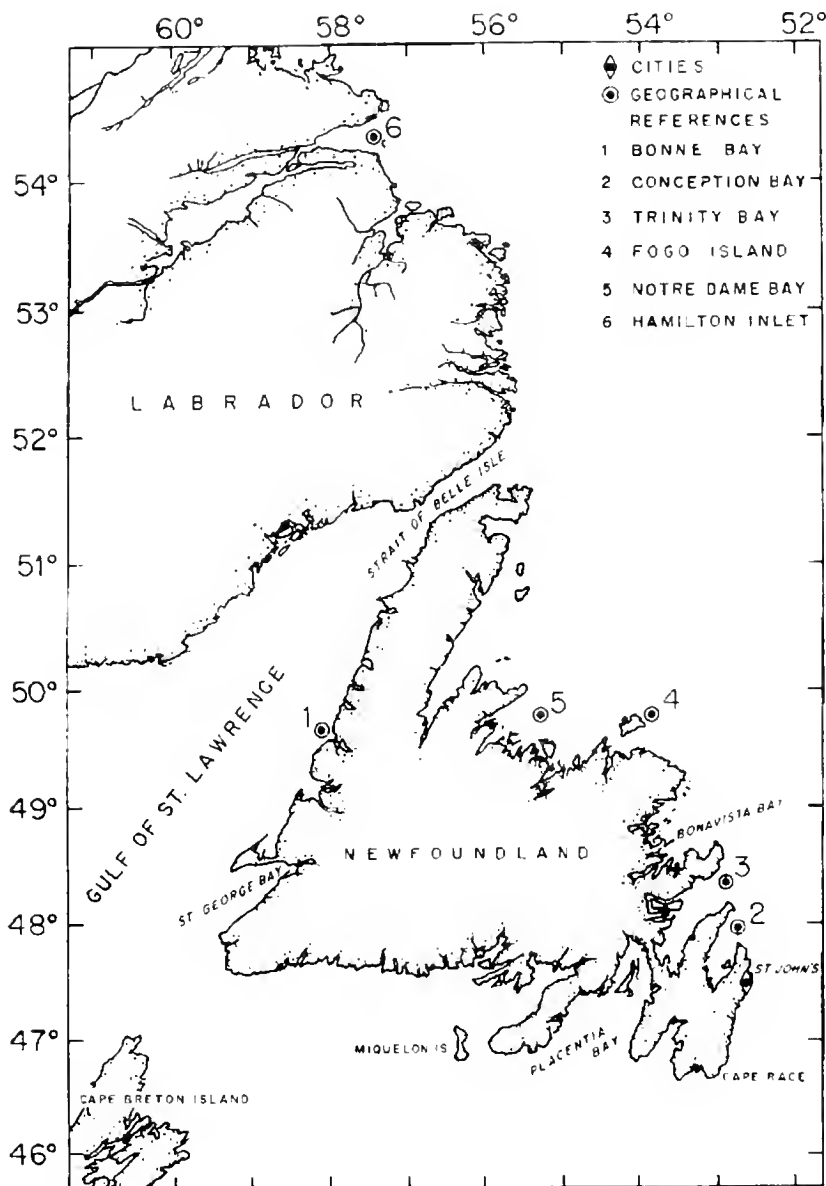 60° 58° 56° 54° 52°
CITIES
GEOGRAPHICAL
REFERENCES
1 BONNE BAY
2 CONCEPTION BAY
3 TRINITY BAY
4 FOGO ISLAND
5 NOTRE DAME BAY
6 HAMILTON INLET
6
54°
53°
LABRADOR
52°
STRAIT OF BELLE ISLE
51°
50°
GULF OF ST. LAWRENCE
1
5
4
49°
BONAVISTA BAY
NEWFOUNDLAND
3
ST GEORGE BAY
2
48°
ST JOHN'S
47°
MIQUELON IS
PLACENTIA
BAY
CAPE RACE
CAPE BRETON ISLAND
46°